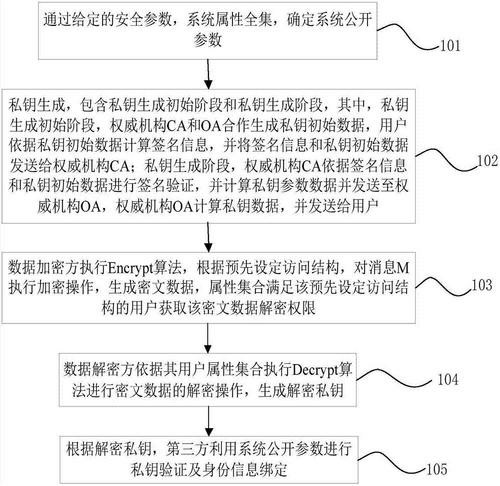 通过给定的安全参数，系统属性全集，确定系统公开
参数
101
私钥生成，包含私钥生成初始阶段和私钥生成阶段，其中，私钥
生成初始阶段，权威机构CA和OA合作生成私钥初始数据，用户
依据私钥初始数据计算签名信息，并将签名信息和私钥初始数据
发送给权威机构CA；私钥生成阶段，权威机构CA依据签名信息
和私钥初始数据进行签名验证，并计算私钥参数数据并发送至权
威机构OA，权威机构OA计算私钥数据，并发送给用户
102
数据加密方执行Encrypt算法，根据预先设定访问结构，对消息M
执行加密操作，生成密文数据，属性集合满足该预先设定访问结
构的用户获取该密文数据解密权限
103
数据解密方依据其用户属性集合执行Decrypt算
法进行密文数据的解密操作，生成解密私钥
104
根据解密私钥，第三方利用系统公开参数进行
私钥验证及身份信息绑定
105